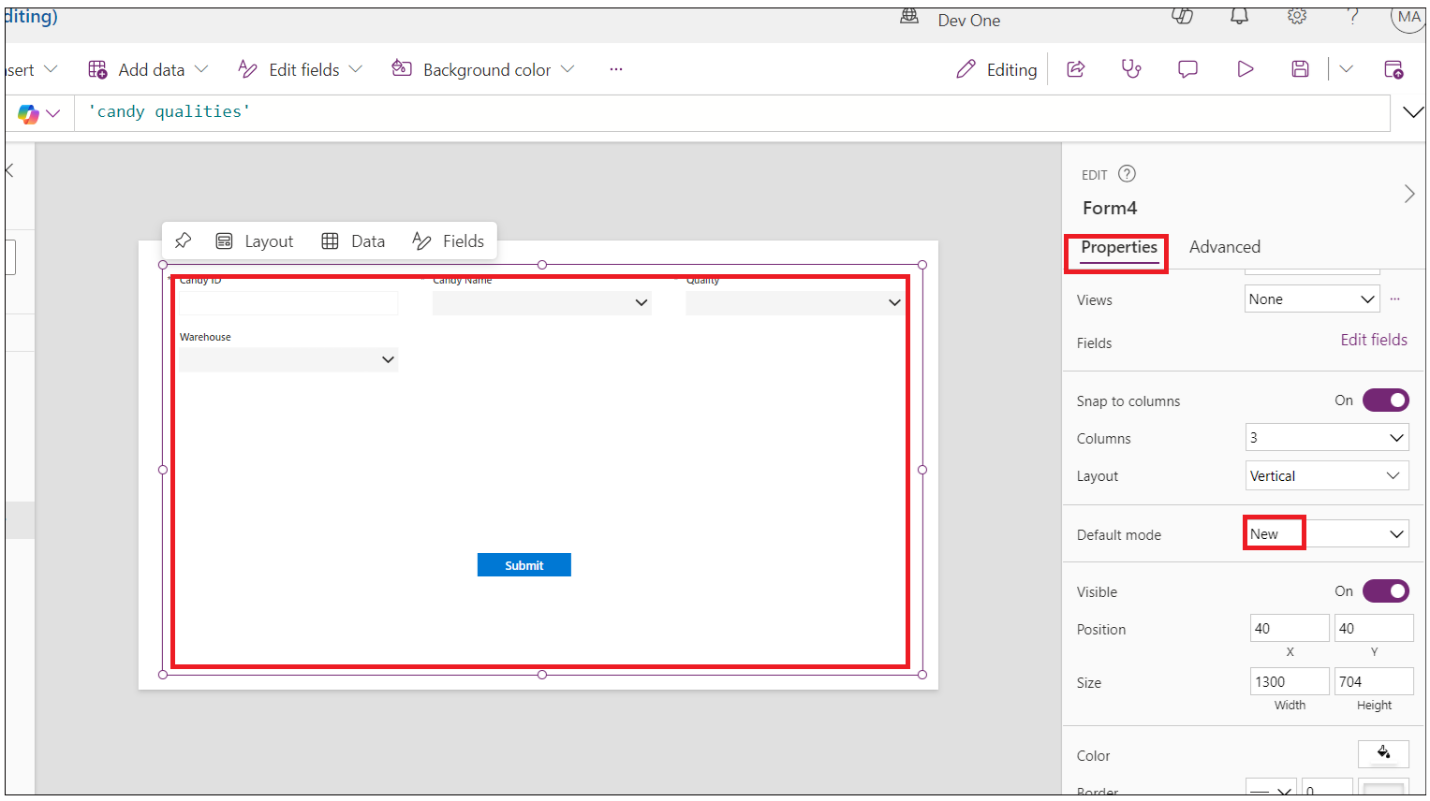 diting)
Dev One
?
MA
nsert
Add data
Edit fields
Background color
...
Editing
'candy qualities'
EDIT ?
Form4
Properties
Advanced
Layout
Data
Fields
* Candy ID
* Candy Name
* Quality
Warehouse
Submit
Views
None
...
Fields
Edit fields
Snap to columns
On
Columns
3
Layout
Vertical
Default mode
New
Visible
On
Position
40
40
X
Y
Size
1300
704
Width
Height
Color
Border
0